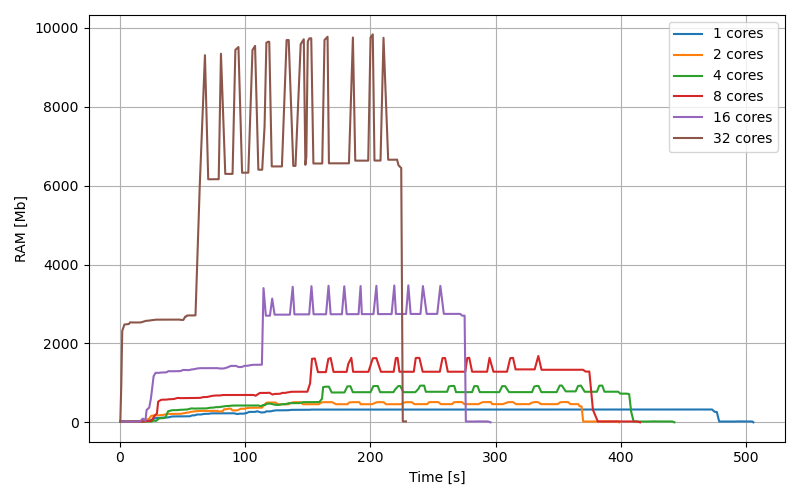 10000
8000
6000
4000
2000
0
RAM [Mb]
0
100
200
300
400
500
Time [s]
1 cores
2 cores
4 cores
8 cores
16 cores
32 cores